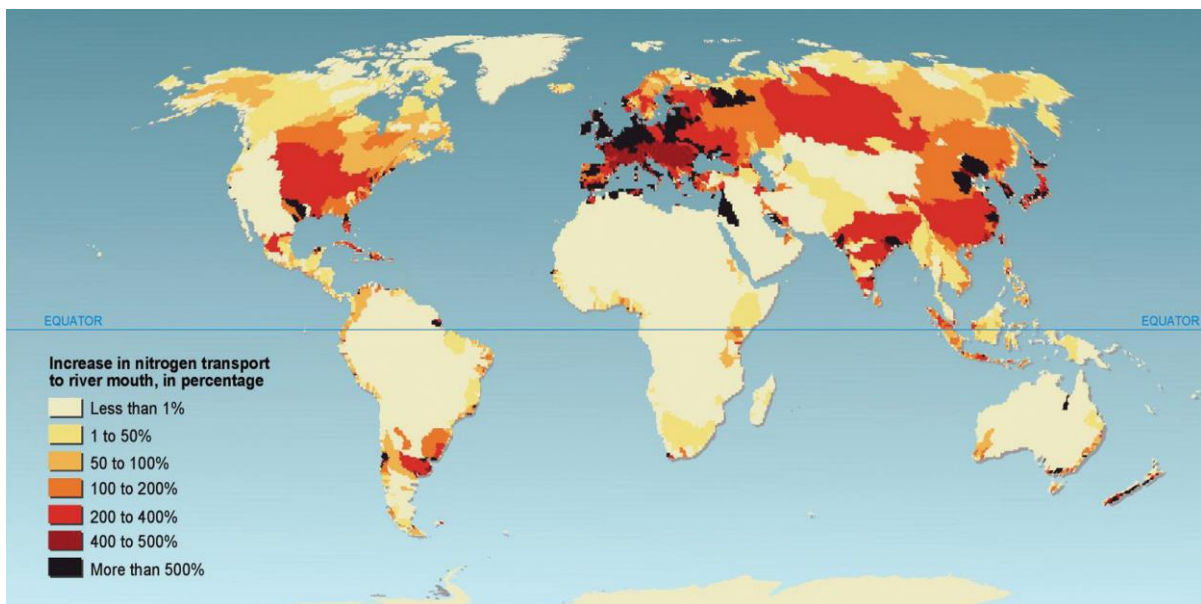 EQUATOR
EQUATOR
Increase in nitrogen transport
to river mouth, in percentage
Less than 1%
1 to 50%
50 to 100%
100 to 200%
200 to 400%
400 to 500%
More than 500%